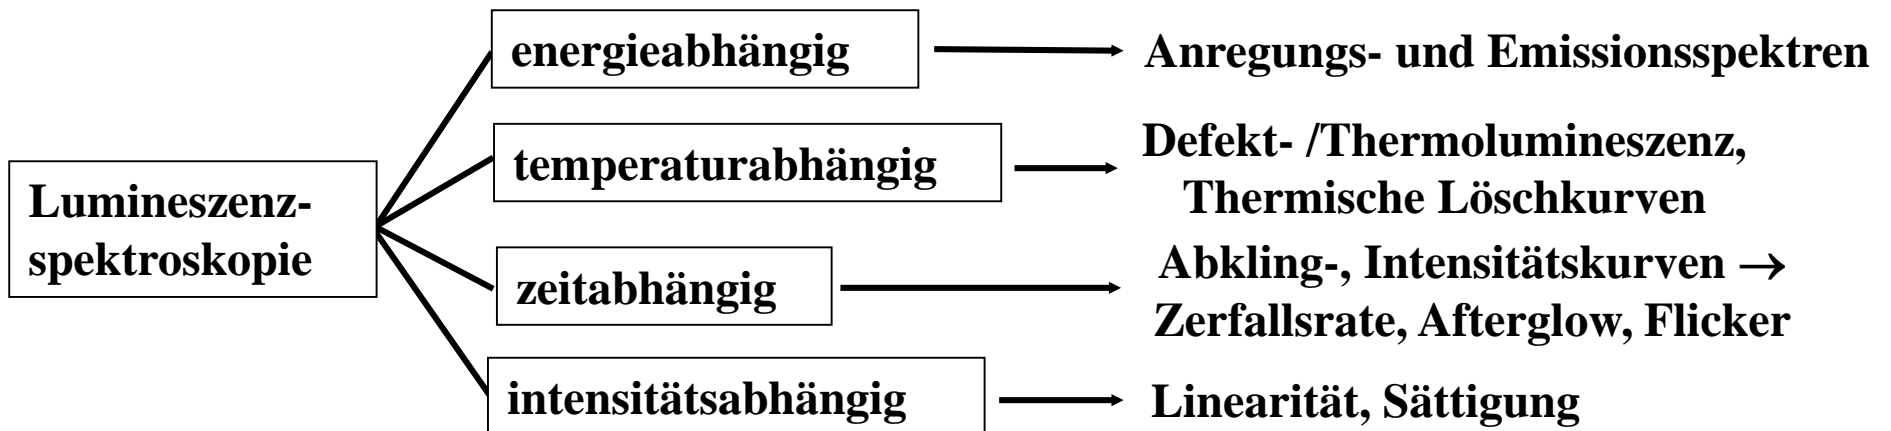 Lumineszenz-
spektroskopie
energieabhängig
Anregungs- und Emissionsspektren
temperaturabhängig
Defekt- /Thermolumineszenz,
Thermische Löschkurven
zeitabhängig
Abkling-, Intensitätskurven →
Zerfallsrate, Afterglow, Flicker
intensitätsabhängig
Linearität, Sättigung